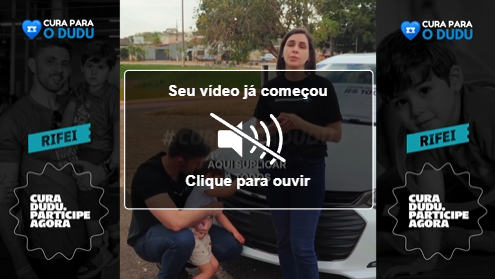 CURA PARA
O DUDU
RIFEI
CURA
DUDU,
PARTICIPE
AGORA
Seu vídeo já começou
AQUI SUPLICAR
Clique para ouvir
CURA PARA
O DUDU
RIFEI
CURA
DUDU,
PARTICIPE
AGORA